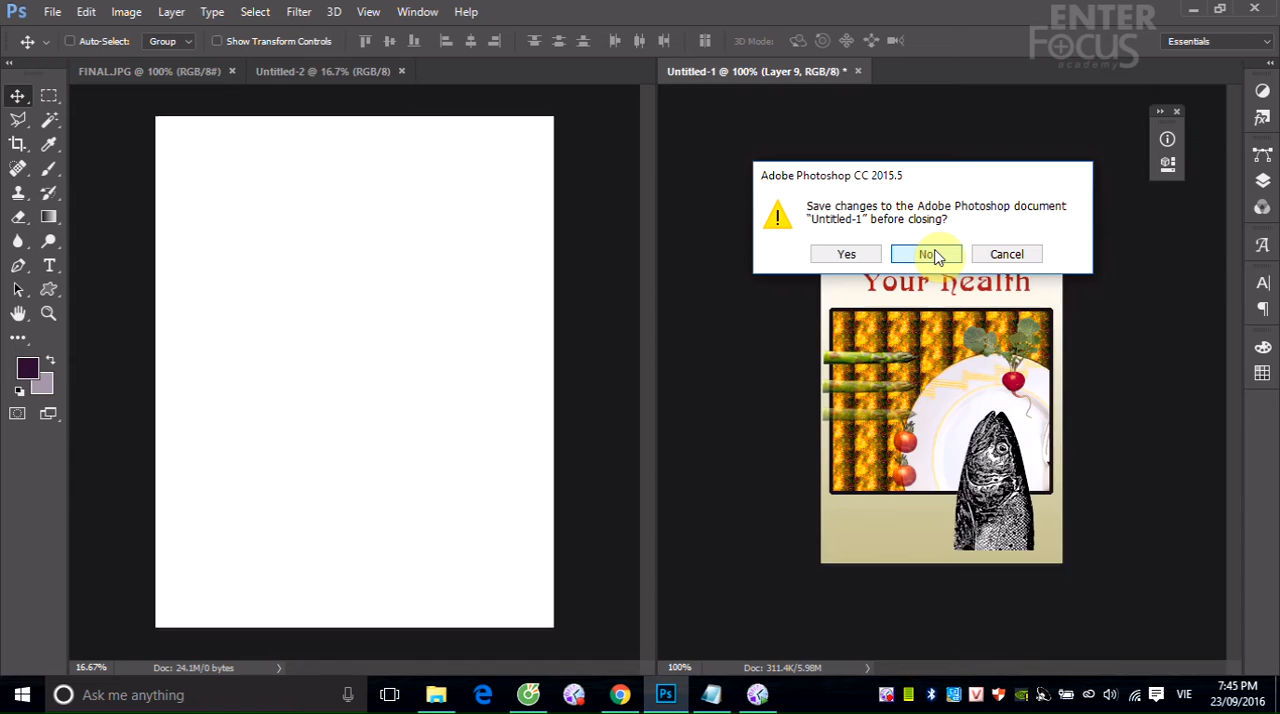 Ps File Edit Image Layer Type Select Filter 3D View Window Help
ENTER
Focus
academy
Auto-Select: Group Show Transform Controls 3D Mode: Essentials
FINAL.JPG @ 100% (RGB/8#) × Untitled-2 @ 16.7% (RGB/8) × Untitled-1 @ 100% (Layer 9, RGB/8) * ×
Adobe Photoshop CC 2015.5
Save changes to the Adobe Photoshop document
“Untitled-1” before closing?
Yes No Cancel
Your Health
16.67% Doc: 24.1M/0 bytes 100% Doc: 311.4K/5.98M
Ask me anything
Ps
VIE
7:45 PM
23/09/2016